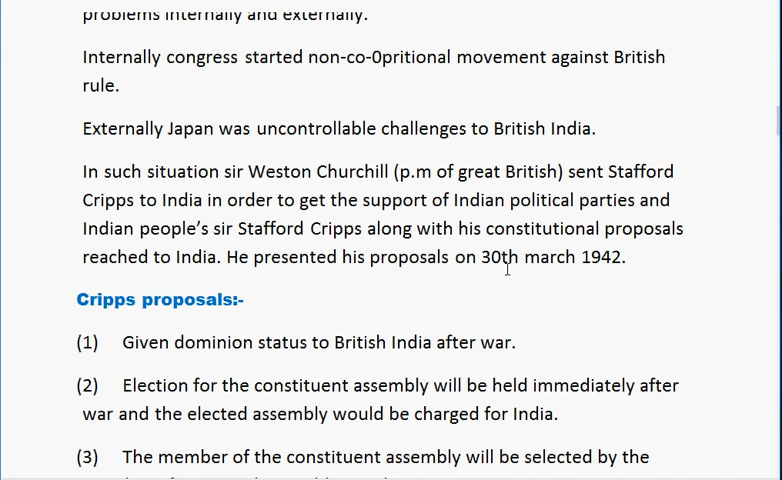 problems internally and externally.
Internally congress started non-co-0pritional movement against British
rule.
Externally Japan was uncontrollable challenges to British India.
In such situation sir Weston Churchill (p.m of great British) sent Stafford
Cripps to India in order to get the support of Indian political parties and
Indian people’s sir Stafford Cripps along with his constitutional proposals
reached to India. He presented his proposals on 30th march 1942.
Cripps proposals:-
(1) Given dominion status to British India after war.
(2) Election for the constituent assembly will be held immediately after
war and the elected assembly would be charged for India.
(3) The member of the constituent assembly will be selected by the